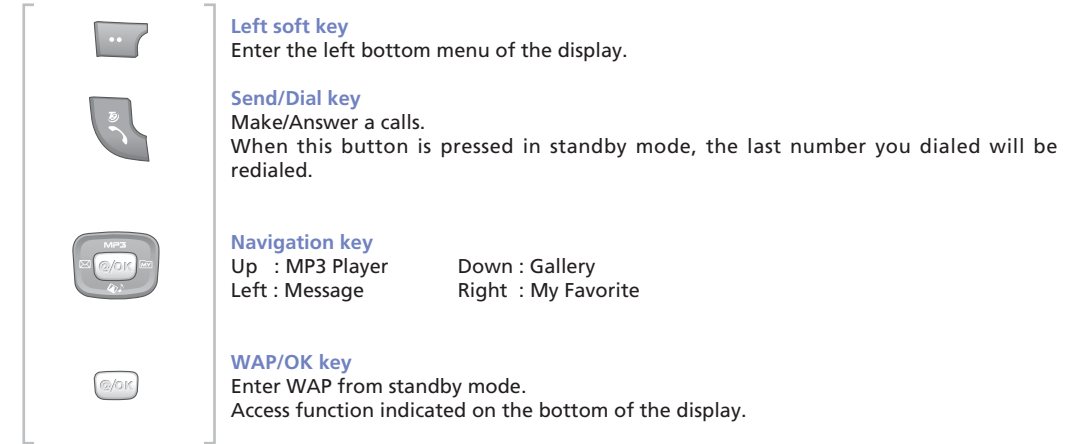 Left soft key
Enter the left bottom menu of the display.
Send/Dial key
Make/Answer a calls.
When this button is pressed in standby mode, the last number you dialed will be
redialed.
MP3
@/OK
MY
Navigation key
Up : MP3 Player Down : Gallery
Left : Message Right : My Favorite
@/OK
WAP/OK key
Enter WAP from standby mode.
Access function indicated on the bottom of the display.